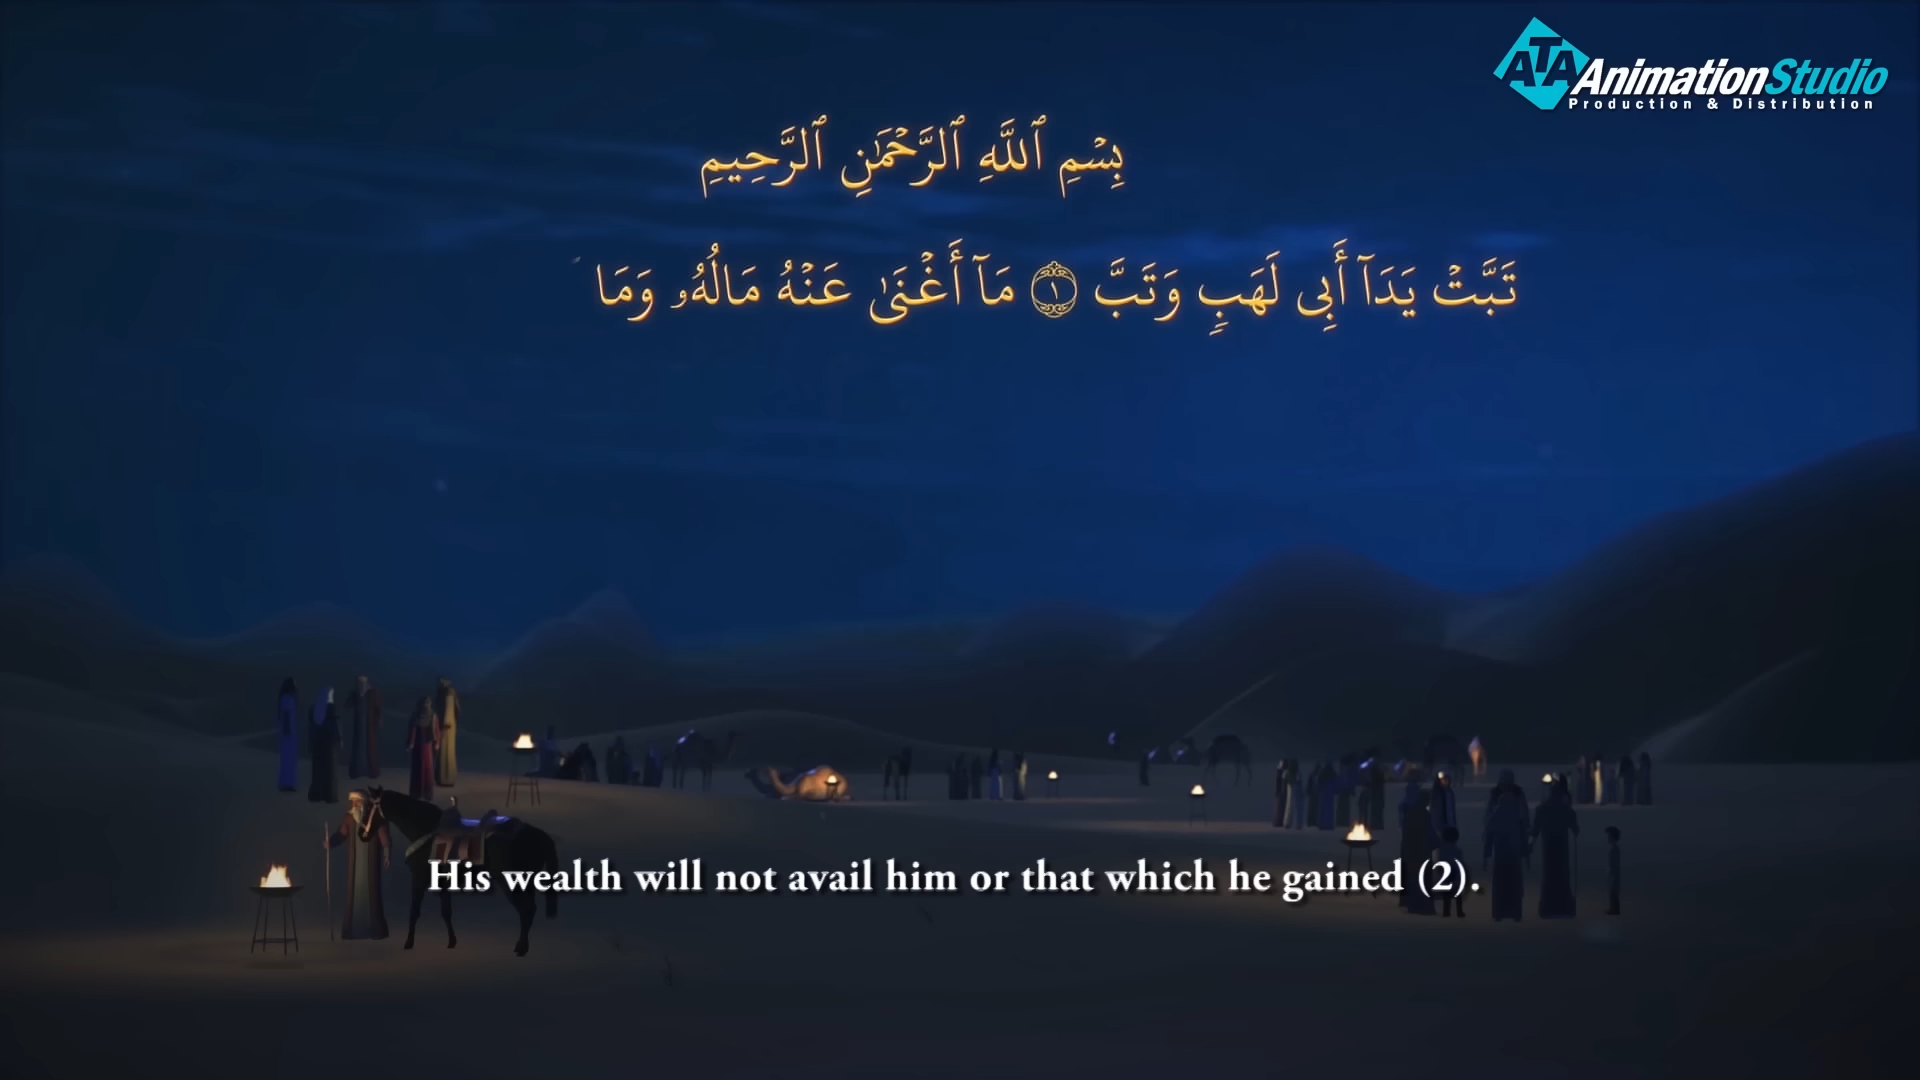 ATA AnimationStudio
Production & Distribution
بِسْمِ ٱللَّهِ ٱلرَّحْمَٰنِ ٱلرَّحِيمِ
تَبَّتْ يَدَآ أَبِى لَهَبٍ وَتَبَّ ١ مَآ أَغْنَىٰ عَنْهُ مَالُهُۥ وَمَا
His wealth will not avail him or that which he gained (2).